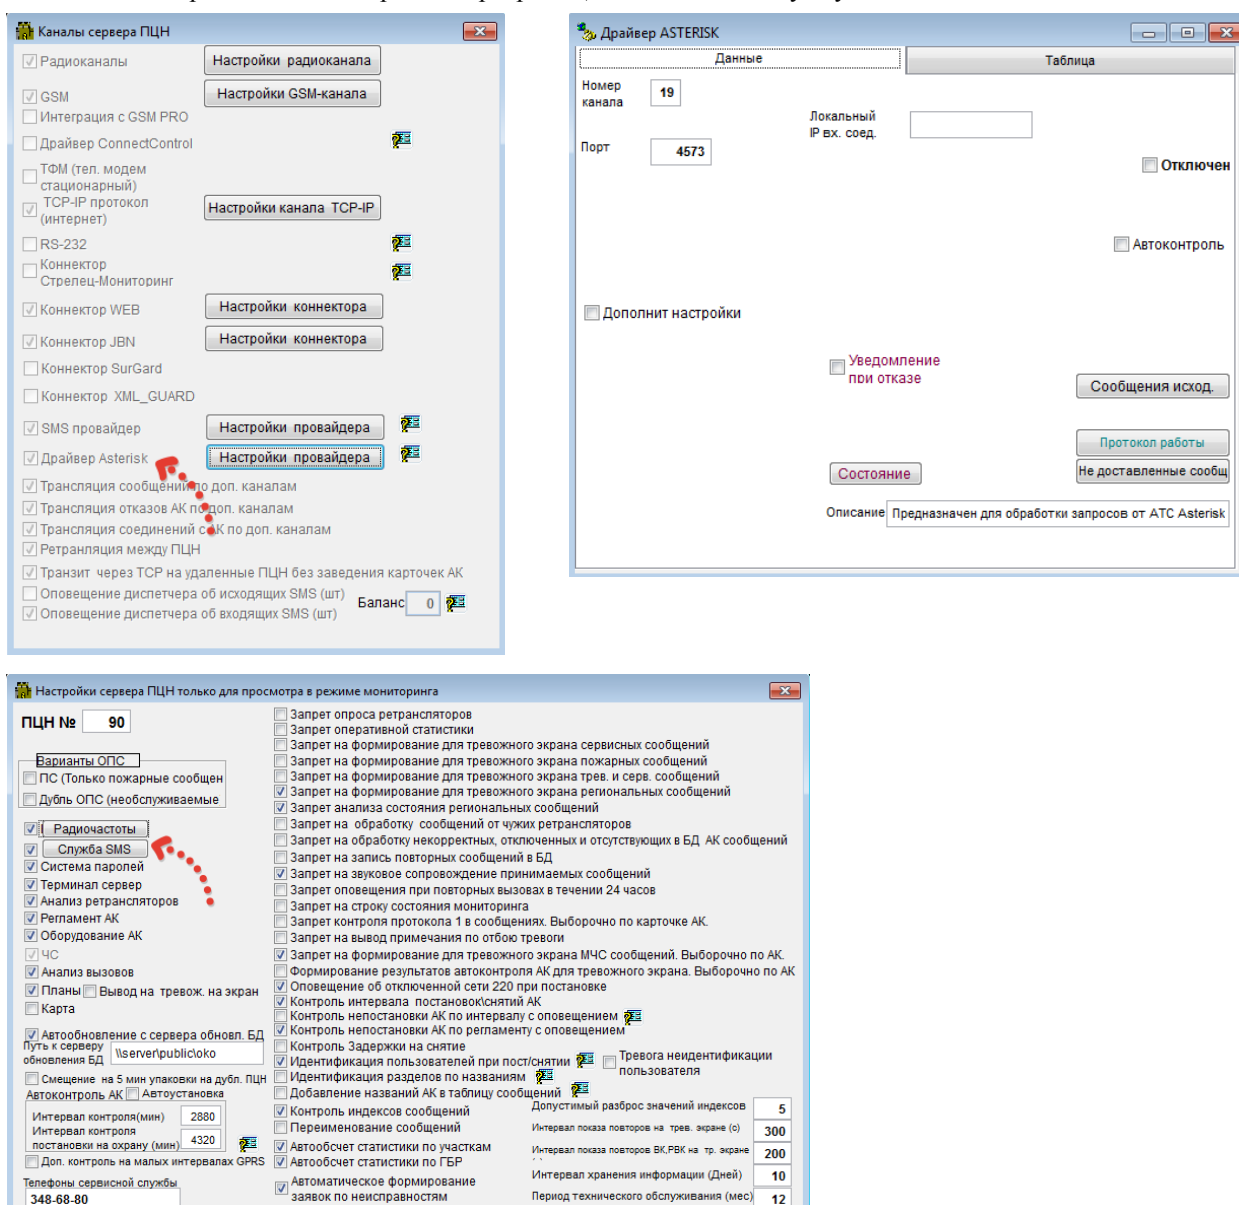 Каналы сервера ПЦН
Радиоканалы
Настройки радиоканала
GSM
Настройки GSM-канала
Интеграция с GSM PRO
Драйвер ConnectControl
ТФМ (тел. модем
стационарный)
TCP-IP протокол
(интернет)
Настройки канала TCP-IP
RS-232
Коннектор
Стрелец-Мониторинг
Коннектор WEB
Настройки коннектора
Коннектор JBN
Настройки коннектора
Коннектор SurGard
Коннектор XML_GUARD
SMS провайдер
Настройки провайдера
Драйвер Asterisk
Настройки провайдера
Трансляция сообщений по доп. каналам
Трансляция отказов АК по доп. каналам
Трансляция соединений с АК по доп. каналам
Ретранляция между ПЦН
Транзит через TCP на удаленные ПЦН без заведения карточек АК
Оповещение диспетчера об исходящих SMS (шт)
Оповещение диспетчера об входящих SMS (шт)
Баланс 0
Драйвер ASTERISK
Данные
Таблица
Номер
канала
19
Локальный
IP вх. соед.
Порт
4573
Отключен
Автоконтроль
Дополнит настройки
Уведомление
при отказе
Сообщения исход.
Протокол работы
Состояние
Не доставленные сообщ
Описание
Предназначен для обработки запросов от АТС Asterisk
Настройки сервера ПЦН только для просмотра в режиме мониторинга
ПЦН № 90
Варианты ОПС
ПС (Только пожарные сообщен
Дубль ОПС (необслуживаемые
Радиочастоты
Служба SMS
Система паролей
Терминал сервер
Анализ ретрансляторов
Регламент АК
Оборудование АК
ЧС
Анализ вызовов
Планы
Вывод на тревож. на экран
Карта
Автообновление с сервера обновл. БД
Путь к серверу
обновления БД
\\server\public\oko
Смещение на 5 мин упаковки на дубл. ПЦН
Автоконтроль АК
Автоустановка
Интервал контроля(мин)
2880
Интервал контроля
постановки на охрану (мин)
4320
Доп. контроль на малых интервалах GPRS
Телефоны сервисной службы
348-68-80
Запрет опроса ретрансляторов
Запрет оперативной статистики
Запрет на формирование для тревожного экрана сервисных сообщений
Запрет на формирование для тревожного экрана пожарных сообщений
Запрет на формирование для тревожного экрана трев. и серв. сообщений
Запрет на формирование для тревожного экрана региональных сообщений
Запрет анализа состояния региональных сообщений
Запрет на обработку сообщений от чужих ретрансляторов
Запрет на обработку некорректных, отключенных и отсутствующих в БД АК сообщений
Запрет на запись повторных сообщений в БД
Запрет на звуковое сопровождение принимаемых сообщений
Запрет оповещения при повторных вызовах в течении 24 часов
Запрет на строку состояния мониторинга
Запрет контроля протокола 1 в сообщениях. Выборочно по карточке АК.
Запрет на вывод примечания по отбою тревоги
Запрет на формирование для тревожного экрана МЧС сообщений. Выборочно по АК.
Формирование результатов автоконтроля АК для тревожного экрана. Выборочно по АК
Оповещение об отключенной сети 220 при постановке
Контроль интервала постановок\снятий АК
Контроль непостановки АК по интервалу с оповещением
Контроль непостановки АК по регламенту с оповещением
Контроль Задержки на снятие
Идентификация пользователей при пост/снятии
Тревога неидентификации
пользователя
Идентификация разделов по названиям
Добавление названий АК в таблицу сообщений
Контроль индексов сообщений
Допустимый разброс значений индексов
5
Переименование сообщений
Интервал показа повторов на трев. экране (с)
300
Автообсчет статистики по участкам
Интервал показа повторов ВК,РВК на тр. экране
200
Автообсчет статистики по ГБР
Интервал хранения информации (Дней)
10
Автоматическое формирование
заявок по неисправностям
Период технического обслуживания (мес)
12